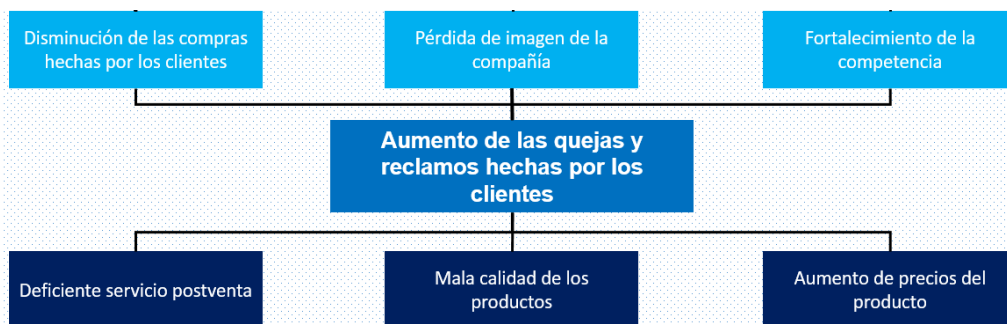 Disminución de las compras
hechas por los clientes
Pérdida de imagen de la
compañía
Fortalecimiento de la
competencia
Aumento de las quejas y
reclamos hechas por los
clientes
Deficiente servicio postventa
Mala calidad de los
productos
Aumento de precios del
producto